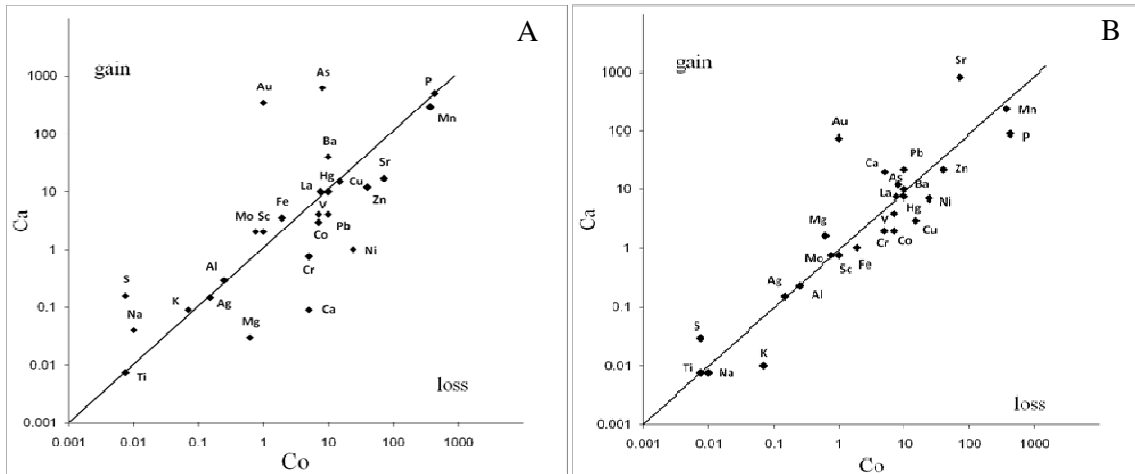 A
gain
1000
100
10
1
0.1
0.01
0.001
Ca
Au
As
P
Mn
Ba
Hg
La
Cu
Sr
Zn
Fe
V
Pb
Co
Mo Sc
Ni
Cr
Al
S
K
Ag
Ca
Na
Mg
Ti
loss
0.001 0.01 0.1 1 10 100 1000
Co
B
gain
1000
100
10
1
0.1
0.01
0.001
Ca
Sr
Mn
Au
P
Pb
Ca
As
Zn
Ba
La
Ni
Hg
Mg
V
Cu
Cr
Co
Mo
Sc
Fe
Ag
Al
S
K
Ti
Na
loss
0.001 0.01 0.1 1 10 100 1000
Co